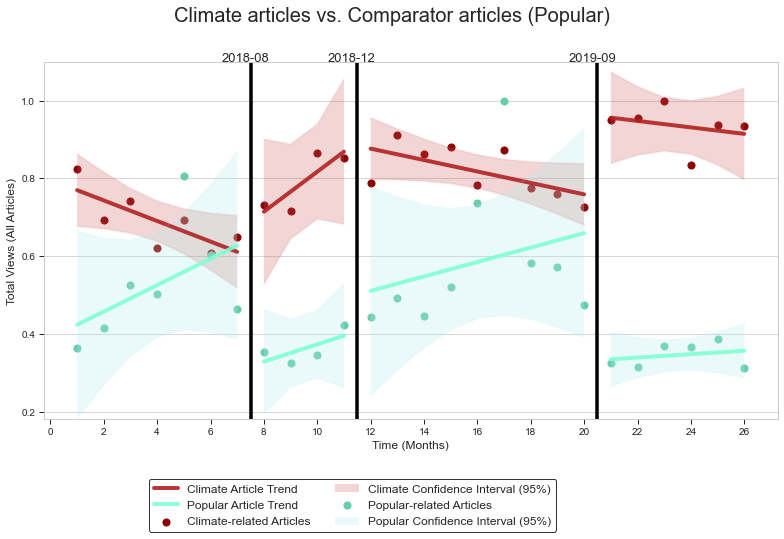 Climate articles vs. Comparator articles (Popular)
2018-08
2018-12
2019-09
1.0
0.8
0.6
0.4
0.2
Total Views (All Articles)
0
2
4
6
8
10
12
14
16
18
20
22
24
26
Time (Months)
Climate Article Trend
Popular Article Trend
Climate-related Articles
Climate Confidence Interval (95%)
Popular-related Articles
Popular Confidence Interval (95%)